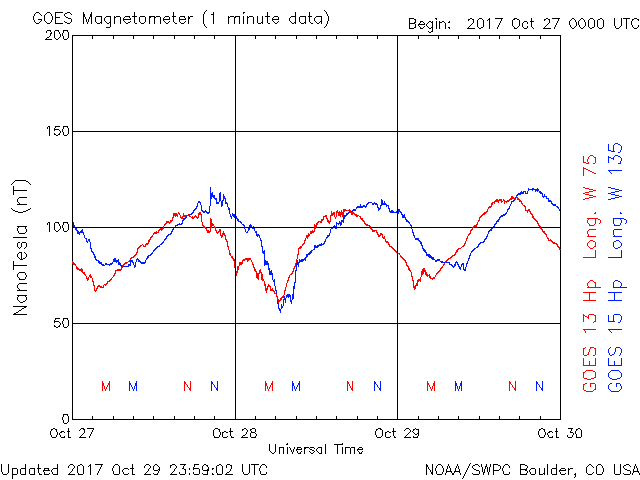 GOES Magnetometer (1 minute data)
Begin: 2017 Oct 27 0000 UTC
200
150
100
50
0
NanoTesla (nT)
M M N N M M N N M M N N
Oct 27 Oct 28 Oct 29 Oct 30
Universal Time
GOES 13 Hp Long. W 75
GOES 15 Hp Long. W 135
Updated 2017 Oct 29 23:59:02 UTC
NOAA/SWPC Boulder, CO USA